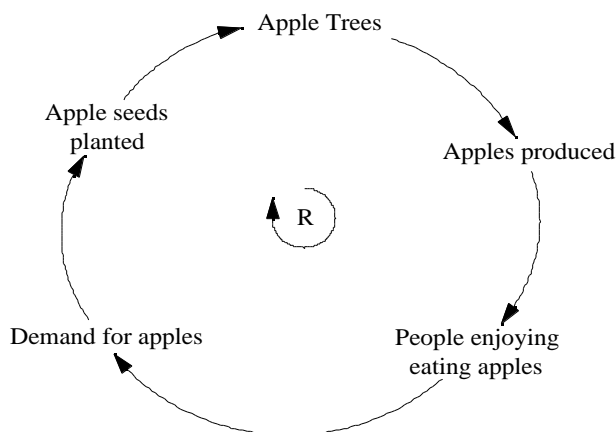 Apple Trees
Apples produced
People enjoying
eating apples
Demand for apples
Apple seeds
planted
R